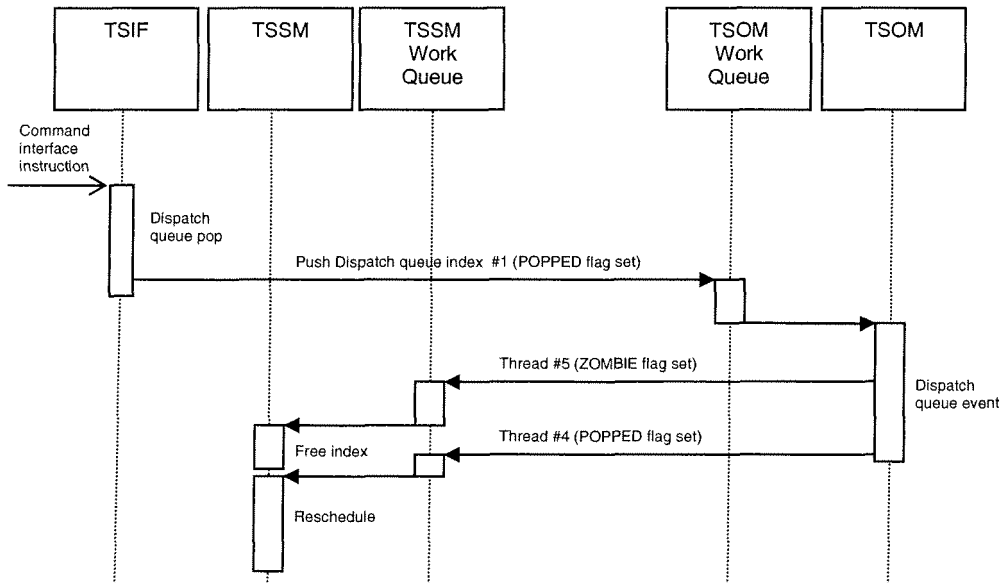 TSIF
TSSM
TSSM
Work
Queue
TSOM
Work
Queue
TSOM
Command
interface
instruction
Dispatch
queue pop
Push Dispatch queue index #1 (POPPED flag set)
Thread #5 (ZOMBIE flag set)
Dispatch
queue event
Thread #4 (POPPED flag set)
Free index
Reschedule